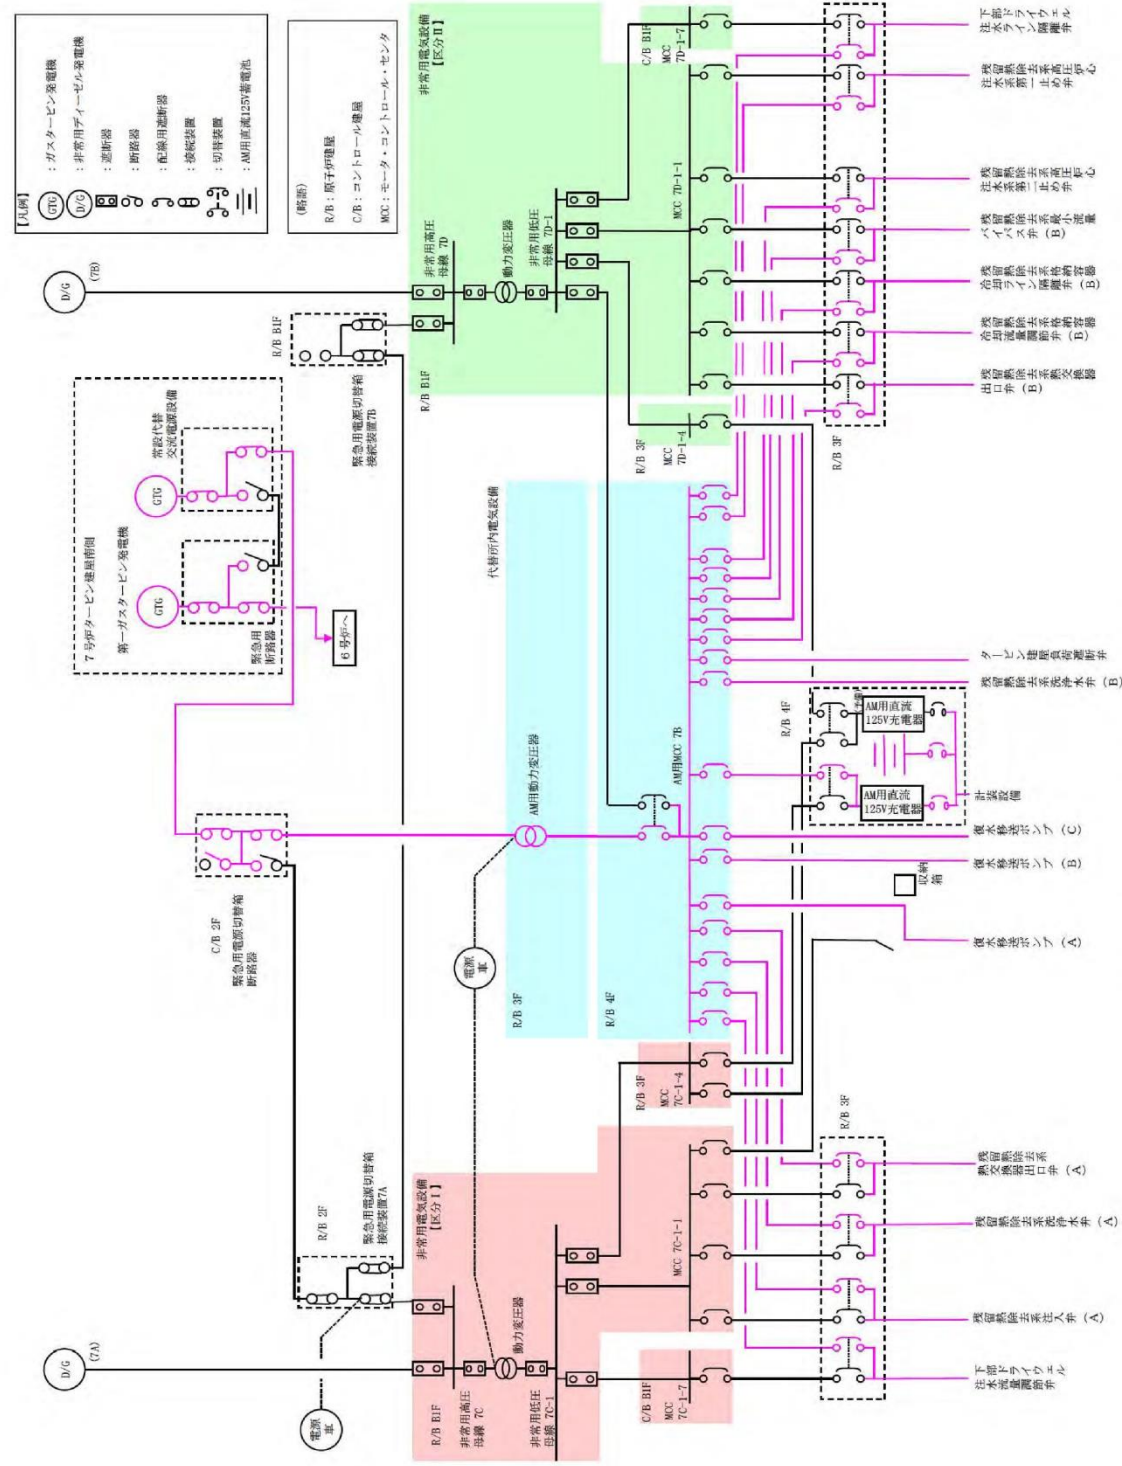 【凡例】
GTG : ガスタービン発電機
D/G : 非常用ディーゼル発電機
: 遮断器
: 断路器
: 配線用遮断器
: 接続装置
: 切替装置
: AM用直流125V蓄電池
(略語)
R/B : 原子炉建屋
C/B : コントロール建屋
MCC : モータ・コントロール・センタ
D/G
(7B)
7号炉タービン建屋南側
第一ガスタービン発電機
常設代替
交流電源設備
GTG
GTG
緊急用
断路器
6号炉へ
R/B B1F
緊急用電源切替箱
接続装置7B
C/B 2F
緊急用電源切替箱
断路器
R/B 2F
緊急用電源切替箱
接続装置7A
D/G
(7A)
電源
車
電源
車
非常用電気設備
【区分Ⅱ】
R/B B1F
非常用高圧
母線 7D
動力変圧器
非常用低圧
母線 7D-1
C/B B1F
MCC
7D-1-7
MCC 7D-1-1
R/B 3F
MCC
7D-1-4
代替所内電気設備
R/B 3F
AM用動力変圧器
R/B 4F
AM用MCC 7B
非常用電気設備
【区分Ⅰ】
R/B B1F
非常用高圧
母線 7C
動力変圧器
非常用低圧
母線 7C-1
MCC 7C-1-1
C/B B1F
MCC
7C-1-7
R/B 3F
MCC
7C-1-4
R/B 3F
R/B 3F
R/B 4F
AM用直流
125V充電器
AM用直流
125V充電器
収納
箱
下部ドライウェル
注水ライン隔離弁
残留熱除去系高圧炉心
注水系第一止め弁
残留熱除去系高圧炉心
注水系第二止め弁
残留熱除去系最小流量
バイパス弁 (B)
残留熱除去系格納容器
冷却ライン隔離弁 (B)
残留熱除去系格納容器
冷却流量調節弁 (B)
残留熱除去系熱交換器
出口弁 (B)
タービン建屋負荷遮断弁
残留熱除去系洗浄水弁 (B)
計装設備
復水移送ポンプ (C)
復水移送ポンプ (B)
復水移送ポンプ (A)
残留熱除去系
熱交換器出口弁 (A)
残留熱除去系洗浄水弁 (A)
残留熱除去系注入弁 (A)
下部ドライウェル
注水流量調節弁